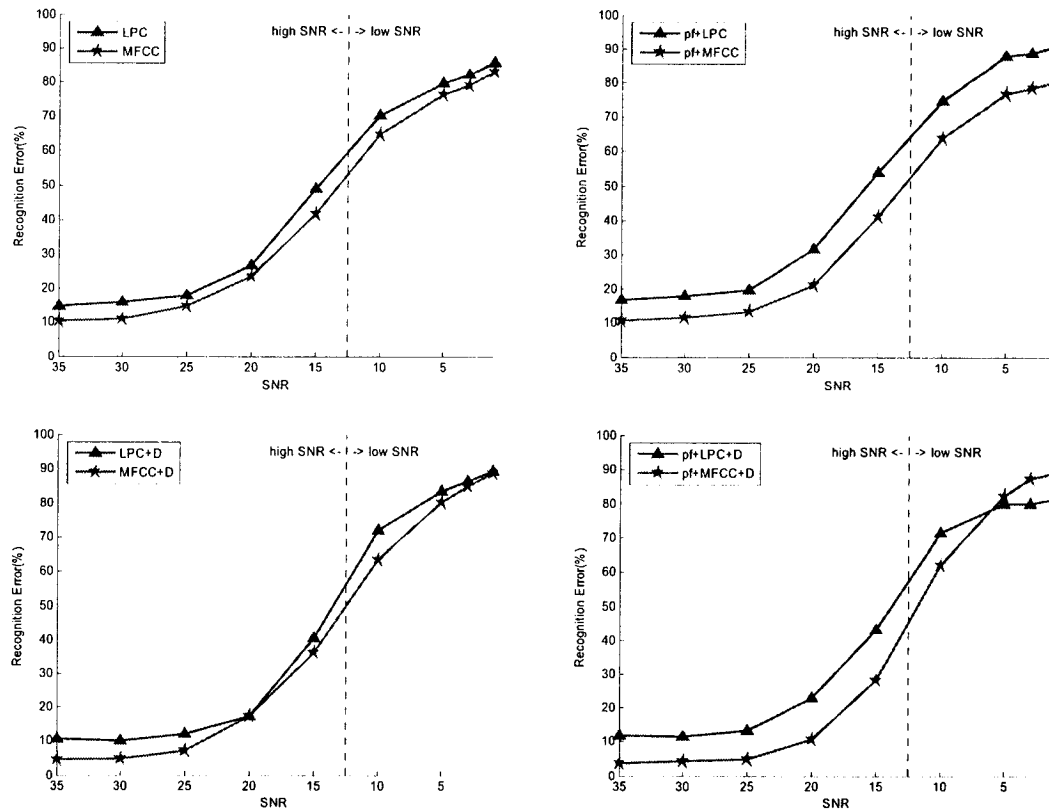 100
90
80
70
60
50
40
30
20
10
0
Recognition Error(%)
LPC
MFCC
high SNR <- -> low SNR
35 30 25 20 15 10 5
SNR
100
90
80
70
60
50
40
30
20
10
0
Recognition Error(%)
pf+LPC
pf+MFCC
high SNR <- -> low SNR
35 30 25 20 15 10 5
SNR
100
90
80
70
60
50
40
30
20
10
0
Recognition Error(%)
LPC+D
MFCC+D
high SNR <- -> low SNR
35 30 25 20 15 10 5
SNR
100
90
80
70
60
50
40
30
20
10
0
Recognition Error(%)
pf+LPC+D
pf+MFCC+D
high SNR <- -> low SNR
35 30 25 20 15 10 5
SNR